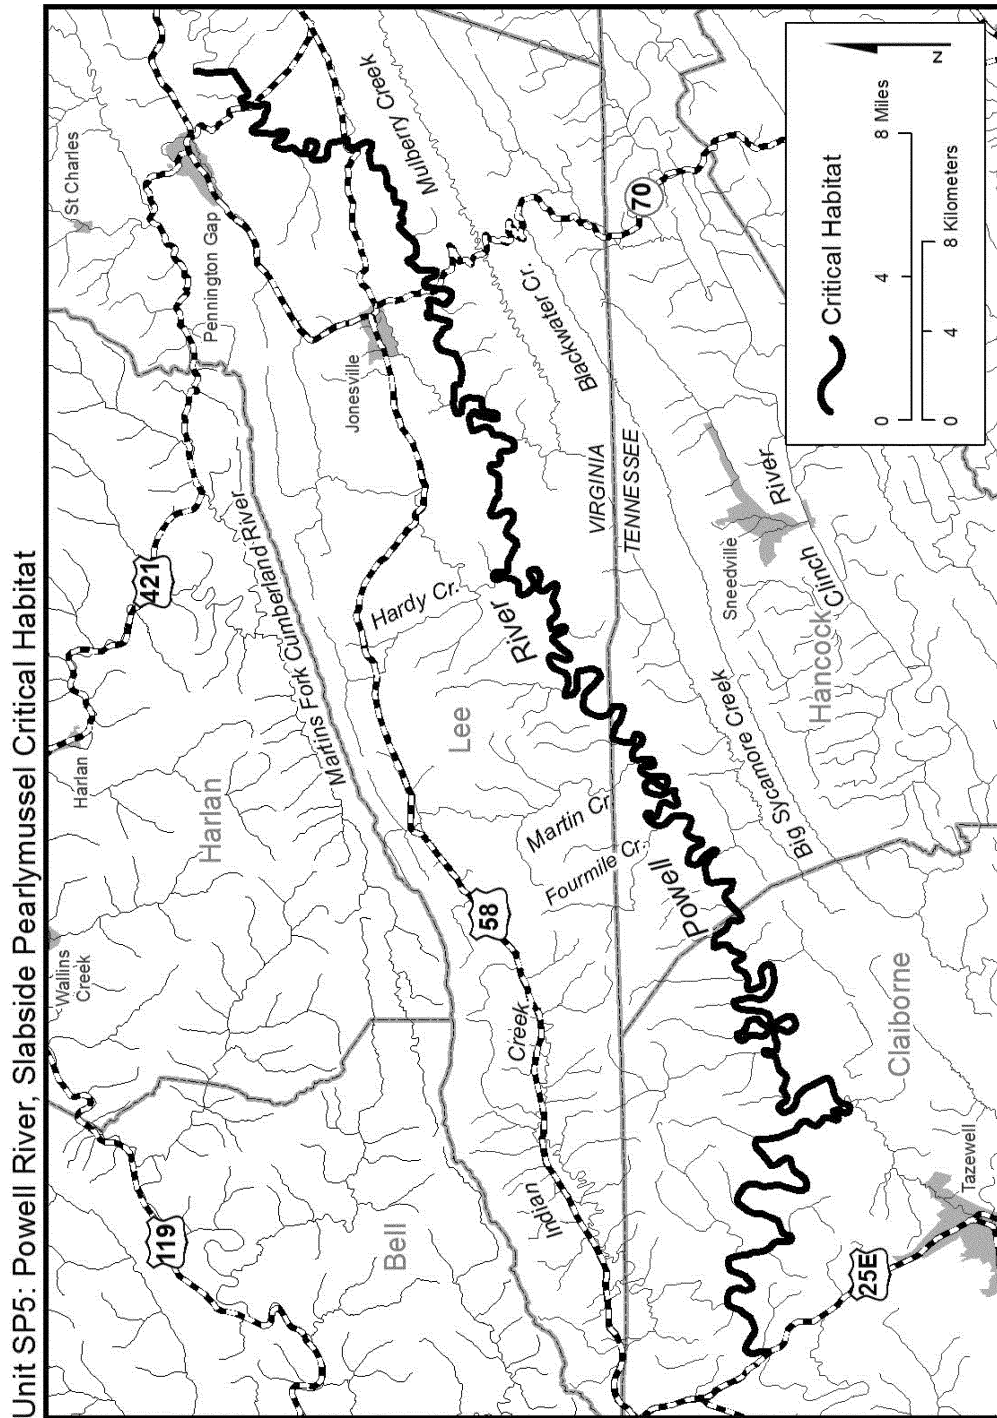 Unit SP5: Powell River, Slabside Pearlymussel Critical Habitat
119
Wallins
Creek
Harlan
421
St Charles
Harlan
Pennington Gap
Bell
Martins Fork Cumberland River
Jonesville
Mulberry Creek
Indian
Creek
58
Lee
Hardy Cr.
Fourmile Cr.
Martin Cr.
River
Blackwater Cr.
VIRGINIA
TENNESSEE
70
Powell
Big Sycamore Creek
Sneedville
25E
Claiborne
Hancock
Clinch
River
Tazewell
Critical Habitat
0
4
8 Miles
0
4
8 Kilometers
N